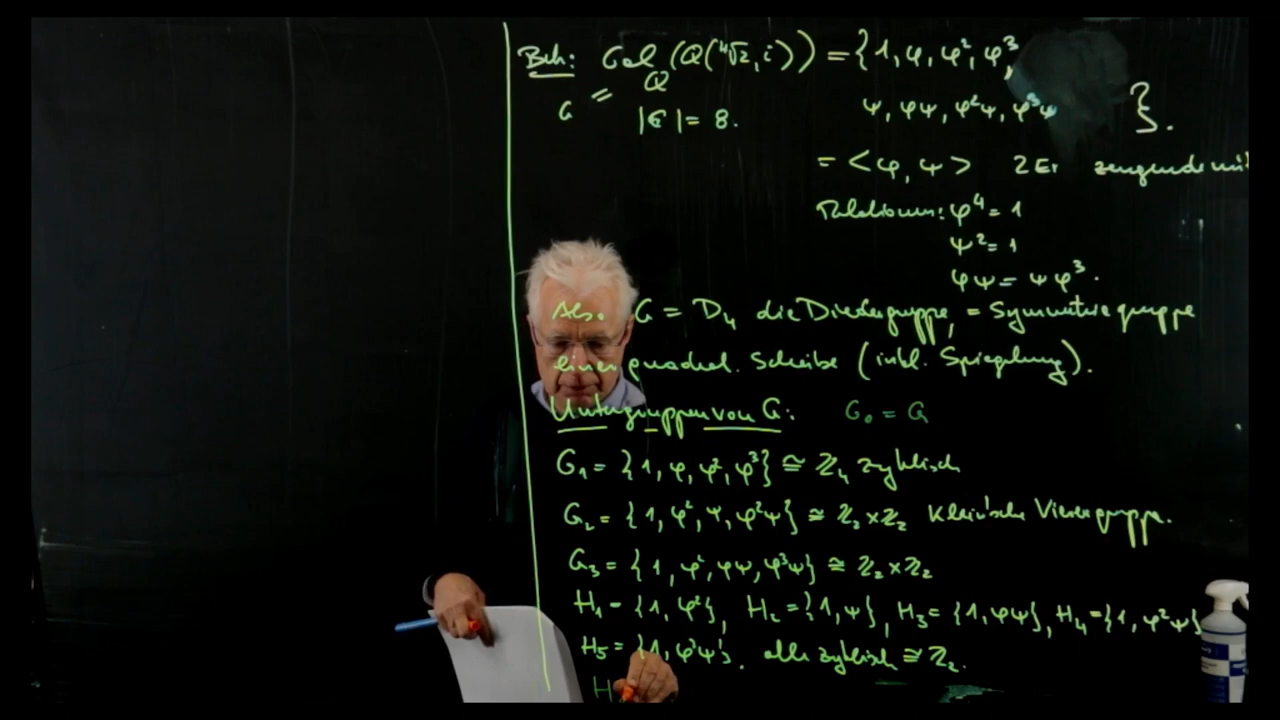 Beh: Gal (Q(⁴√2, i)) = {1, φ, φ², φ³,
Q
G = |G| = 8. ψ, φψ, φ²ψ, φ³ψ }.
= <φ, ψ> 2 Er zeugende mit
Relationen: φ⁴ = 1
ψ² = 1
φψ = ψφ³.
Also G = D₄ die Diedergruppe, = Symmetriegruppe
einer quadrat. Scheibe (inkl. Spiegelung).
Untergruppen von G: G₀ = G
G₁ = {1, φ, φ², φ³} ≅ Z₄ zyklisch
G₂ = {1, φ², ψ, φ²ψ} ≅ Z₂ × Z₂ Klein'sche Vierergruppe.
G₃ = {1, φ², φψ, φ³ψ} ≅ Z₂ × Z₂
H₁ = {1, φ²}, H₂ = {1, ψ}, H₃ = {1, φψ}, H₄ = {1, φ²ψ}
H₅ = {1, φ³ψ}. alle zyklisch ≅ Z₂.
H